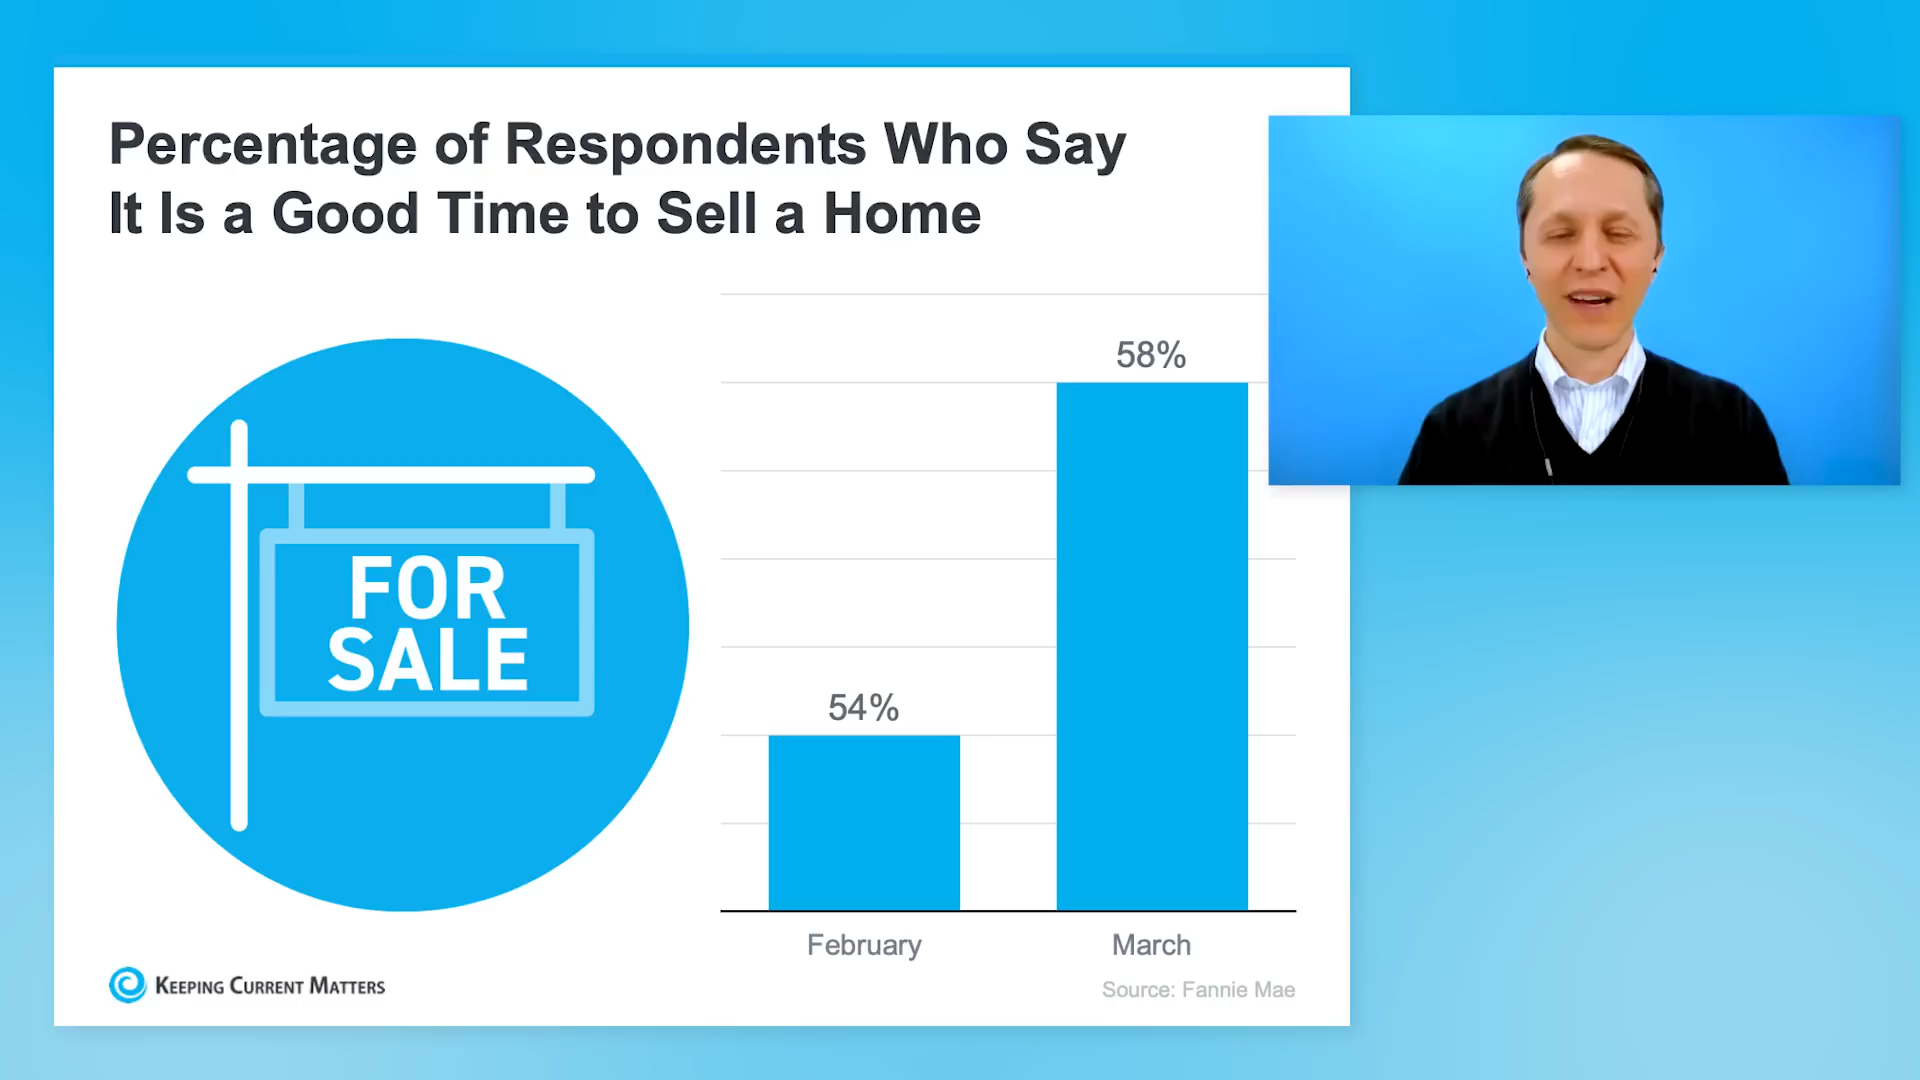 Percentage of Respondents Who Say
It Is a Good Time to Sell a Home
FOR
SALE
58%
54%
February
March
Source: Fannie Mae
KEEPING CURRENT MATTERS